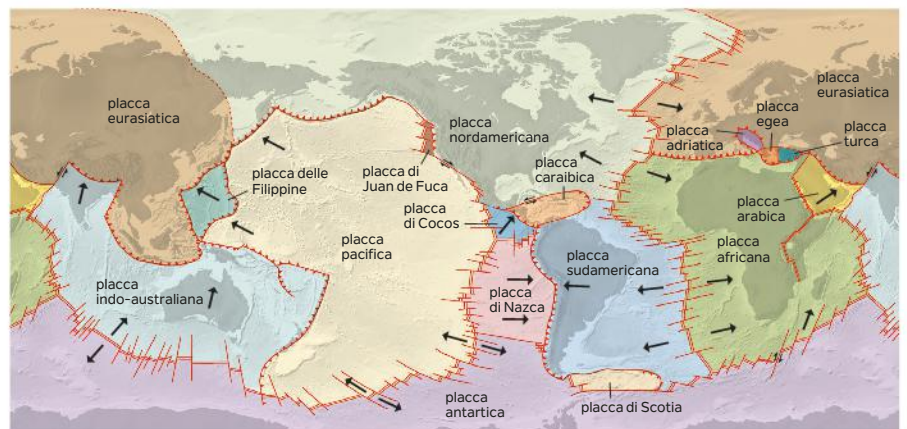 placca
eurasiatica
placca
nordamericana
placca
adriatica
placca
egea
placca
eurasiatica
placca
turca
placca delle
Filippine
placca di
Juan de Fuca
placca
caraibica
placca
di Cocos
placca
arabica
placca
pacifica
placca
sudamericana
placca
africana
placca
indo-australiana
placca
di Nazca
placca
antartica
placca di Scotia